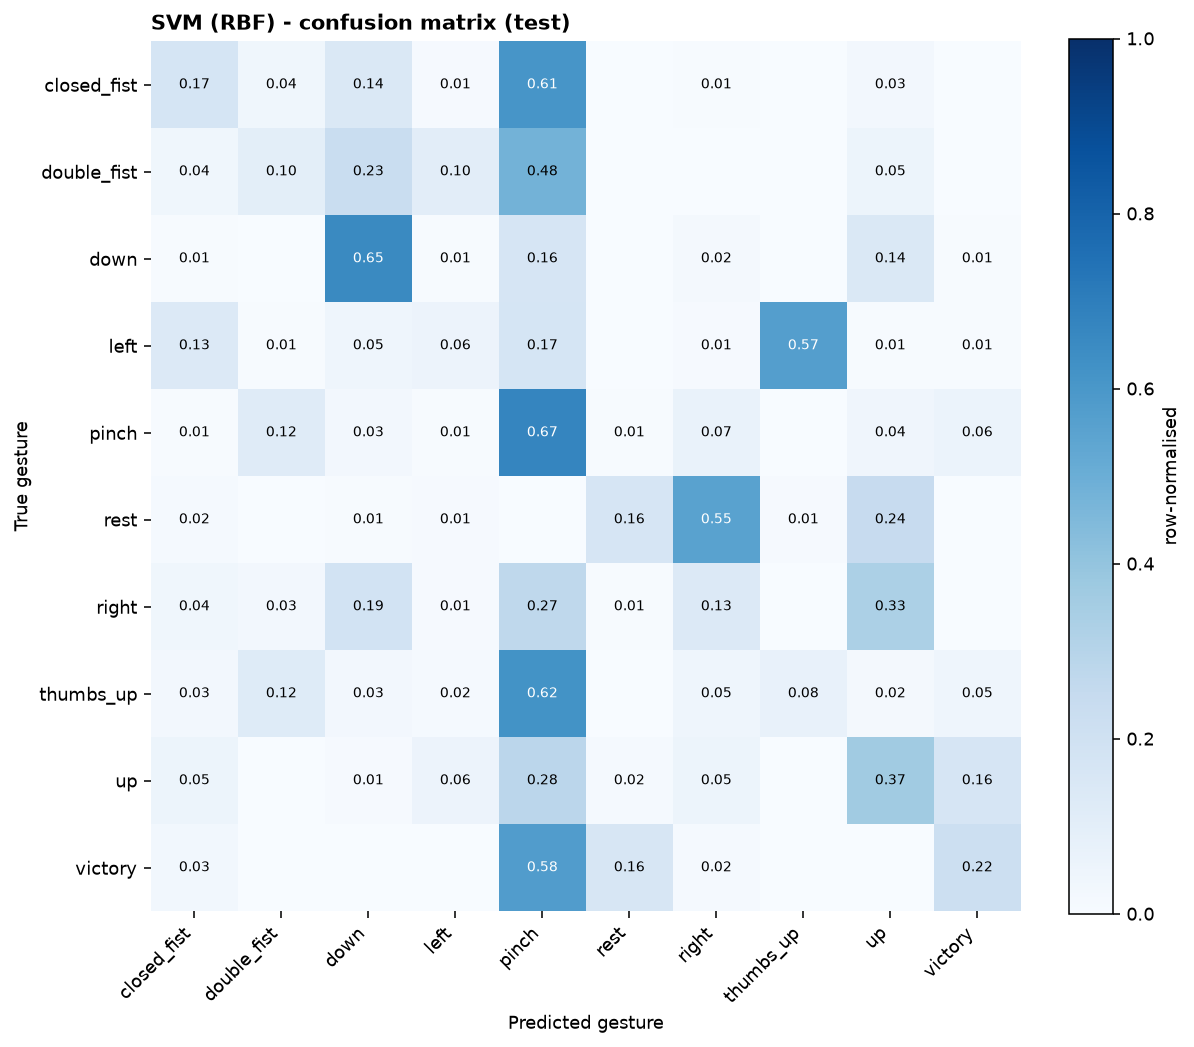 SVM (RBF) - confusion matrix (test)
closed_fist 0.17 0.04 0.14 0.01 0.61 0.01 0.03
double_fist 0.04 0.10 0.23 0.10 0.48 0.05
down 0.01 0.65 0.01 0.16 0.02 0.14 0.01
left 0.13 0.01 0.05 0.06 0.17 0.01 0.57 0.01 0.01
pinch 0.01 0.12 0.03 0.01 0.67 0.01 0.07 0.04 0.06
rest 0.02 0.01 0.01 0.16 0.55 0.01 0.24
right 0.04 0.03 0.19 0.01 0.27 0.01 0.13 0.33
thumbs_up 0.03 0.12 0.03 0.02 0.62 0.05 0.08 0.02 0.05
up 0.05 0.01 0.06 0.28 0.02 0.05 0.37 0.16
victory 0.03 0.58 0.16 0.02 0.22
closed_fist double_fist down left pinch rest right thumbs_up up victory
Predicted gesture
True gesture
1.0
0.8
0.6
0.4
0.2
0.0
row-normalised